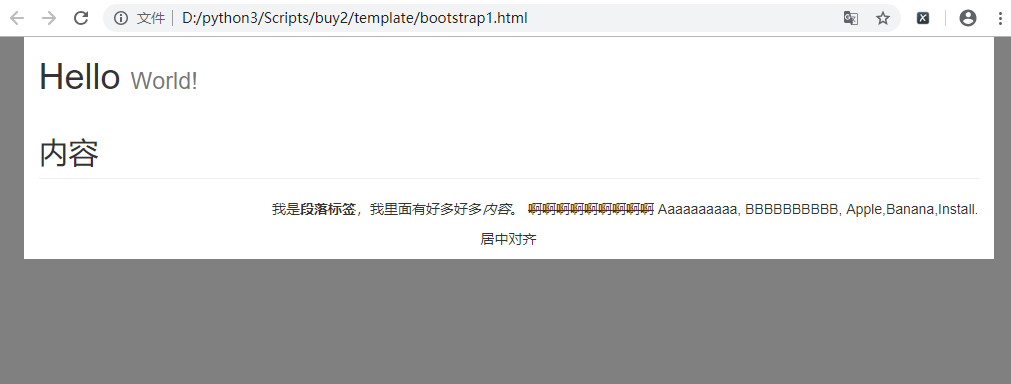 文件 D:/python3/Scripts/buy2/template/bootstrap1.html
Hello World!
内容
我是段落标签，我里面有好多好多内容。 啊啊啊啊啊啊啊啊啊 Aaaaaaaaaa, BBBBBBBBBB, Apple,Banana,Install.
居中对齐